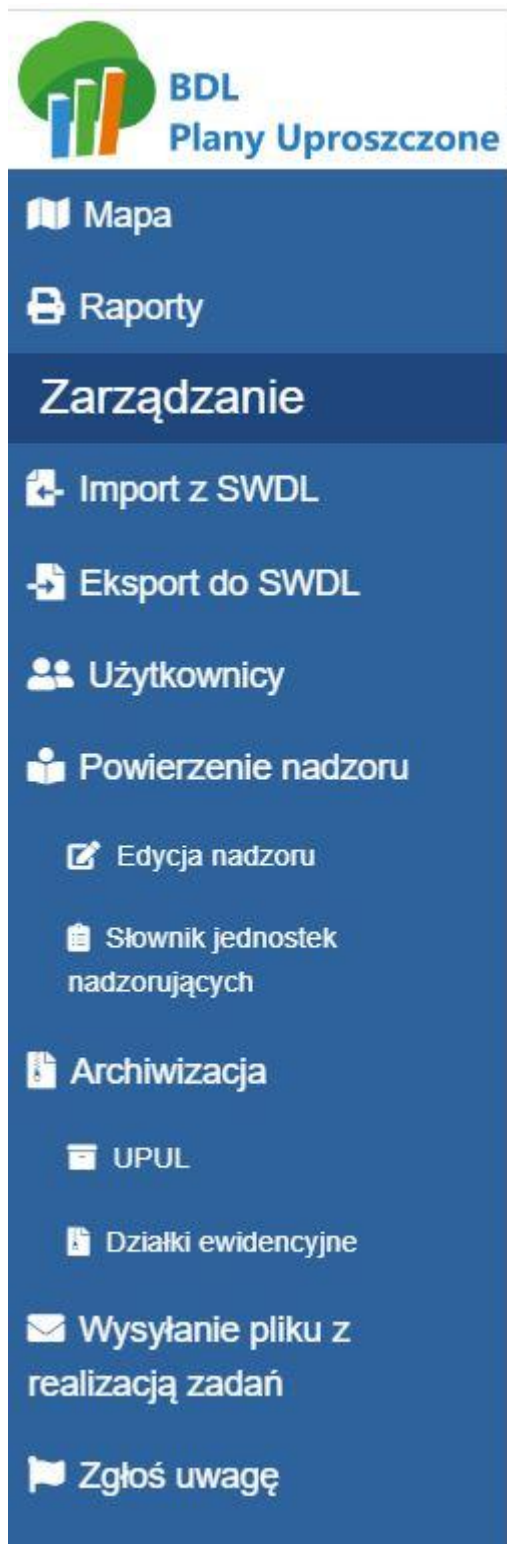 BDL
Plany Uproszczone
Mapa
Raporty
Zarządzanie
Import z SWDL
Eksport do SWDL
Użytkownicy
Powierzenie nadzoru
Edycja nadzoru
Słownik jednostek
nadzorujących
Archiwizacja
UPUL
Działki ewidencyjne
Wysyłanie pliku z
realizacją zadań
Zgłoś uwagę